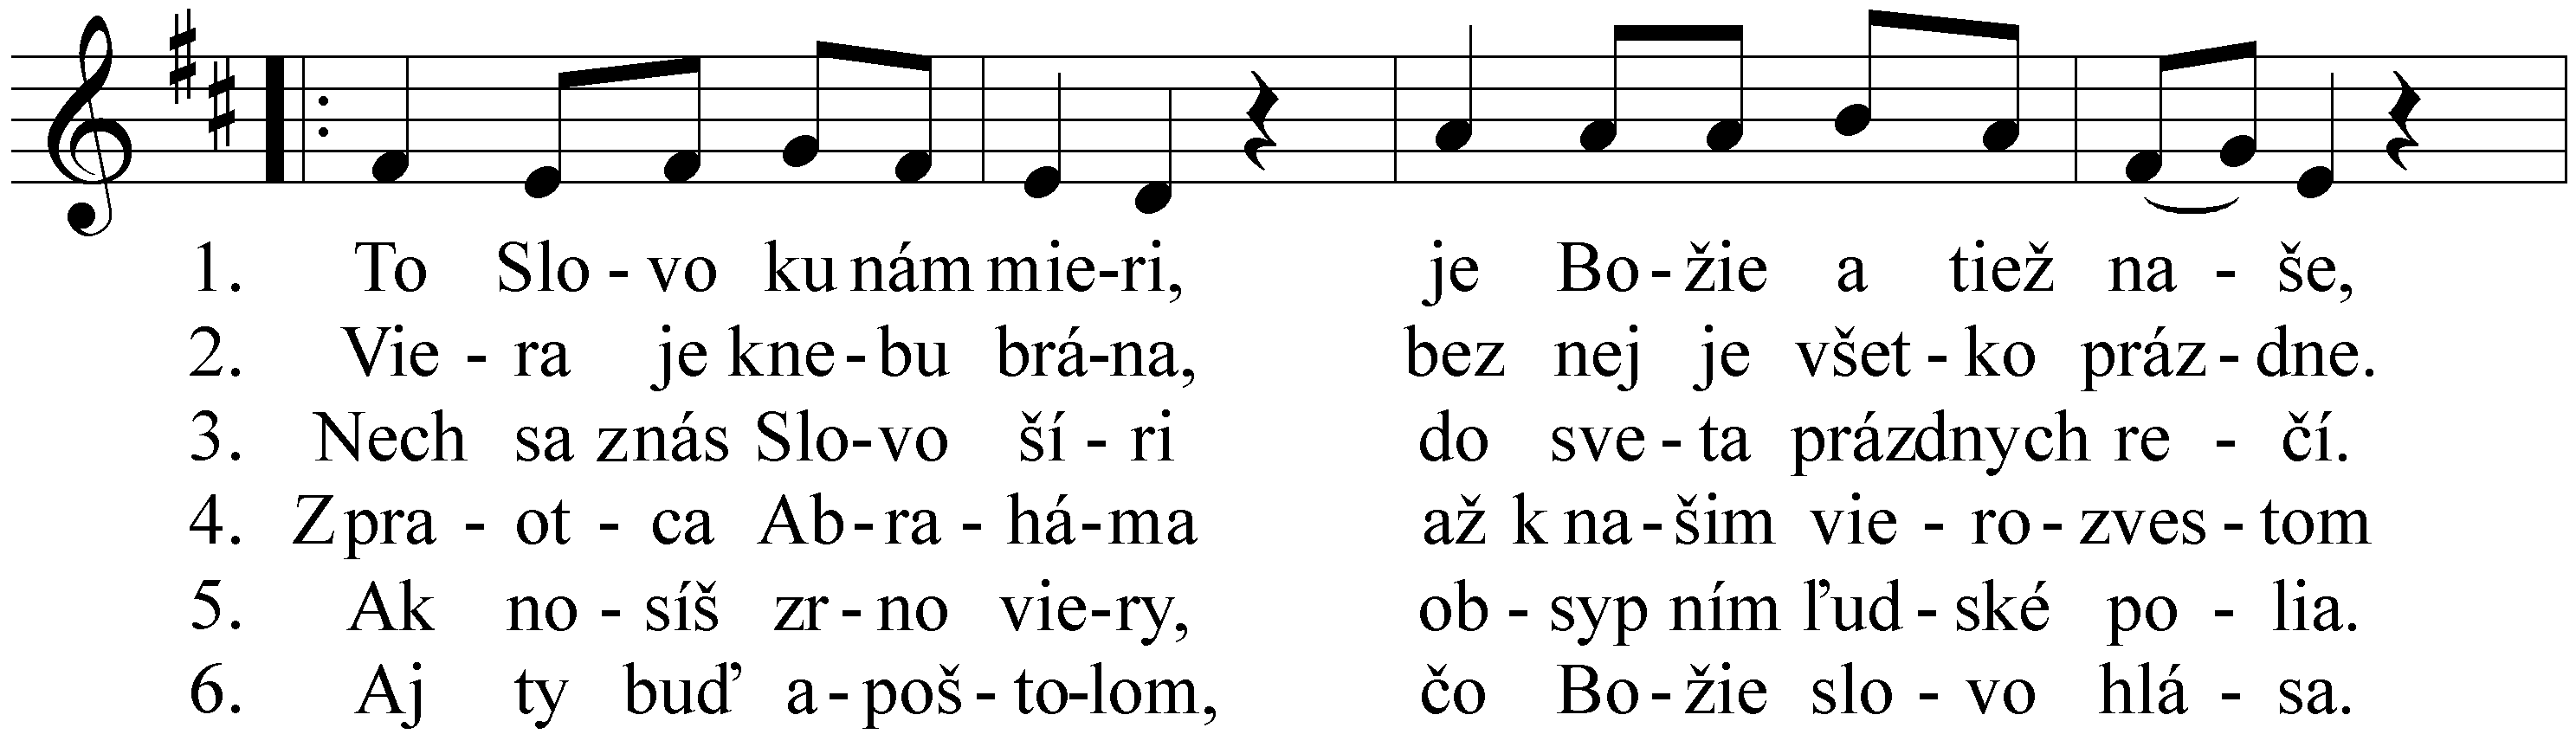 1. To Slo - vo ku nám mie-ri, je Bo - žie a tiež na - še,
2. Vie - ra je kne - bu brá-na, bez nej je všet - ko práz - dne.
3. Nech sa znás Slo-vo ší - ri do sve - ta prázdnych re - čí.
4. Zpra - ot - ca Ab - ra - há-ma až k na - šim vie - ro - zves - tom
5. Ak no - síš zr - no vie-ry, ob - syp ním ľud - ské po - lia.
6. Aj ty buď a - poš - to-lom, čo Bo - žie slo - vo hlá - sa.